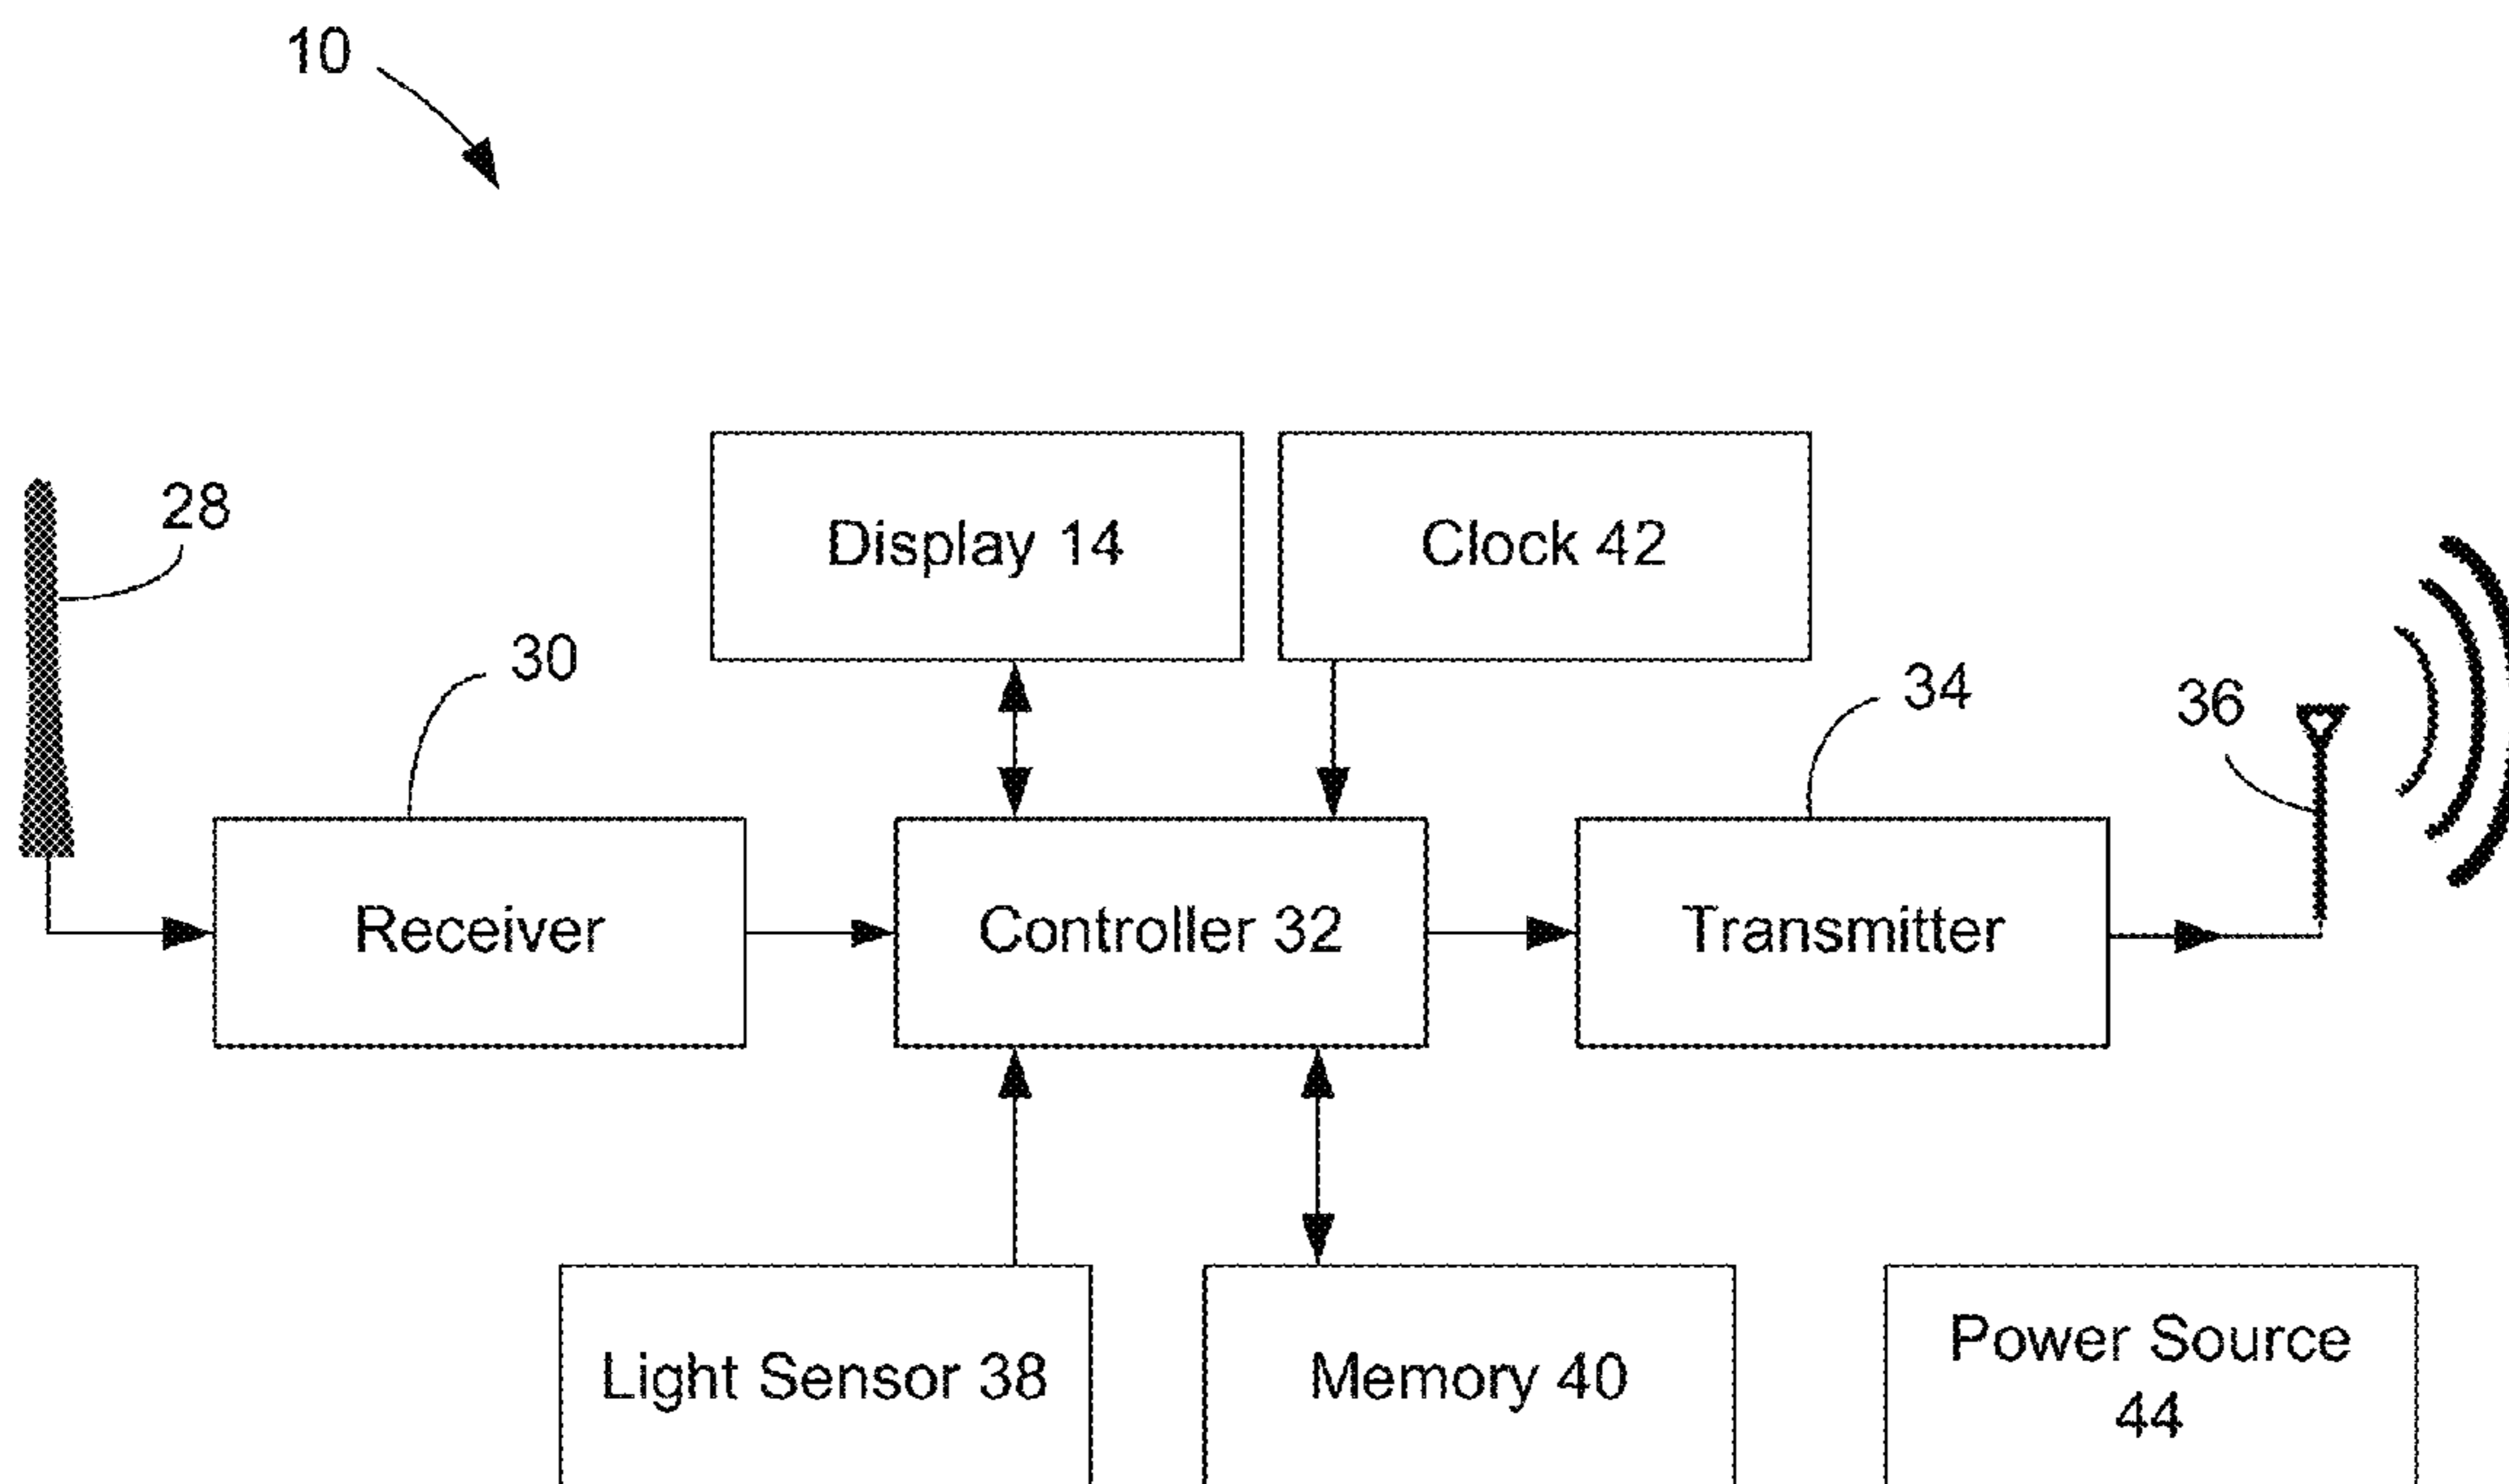 10
28
Display 14
Clock 42
30
34
36
Receiver
Controller 32
Transmitter
Light Sensor 38
Memory 40
Power Source
44